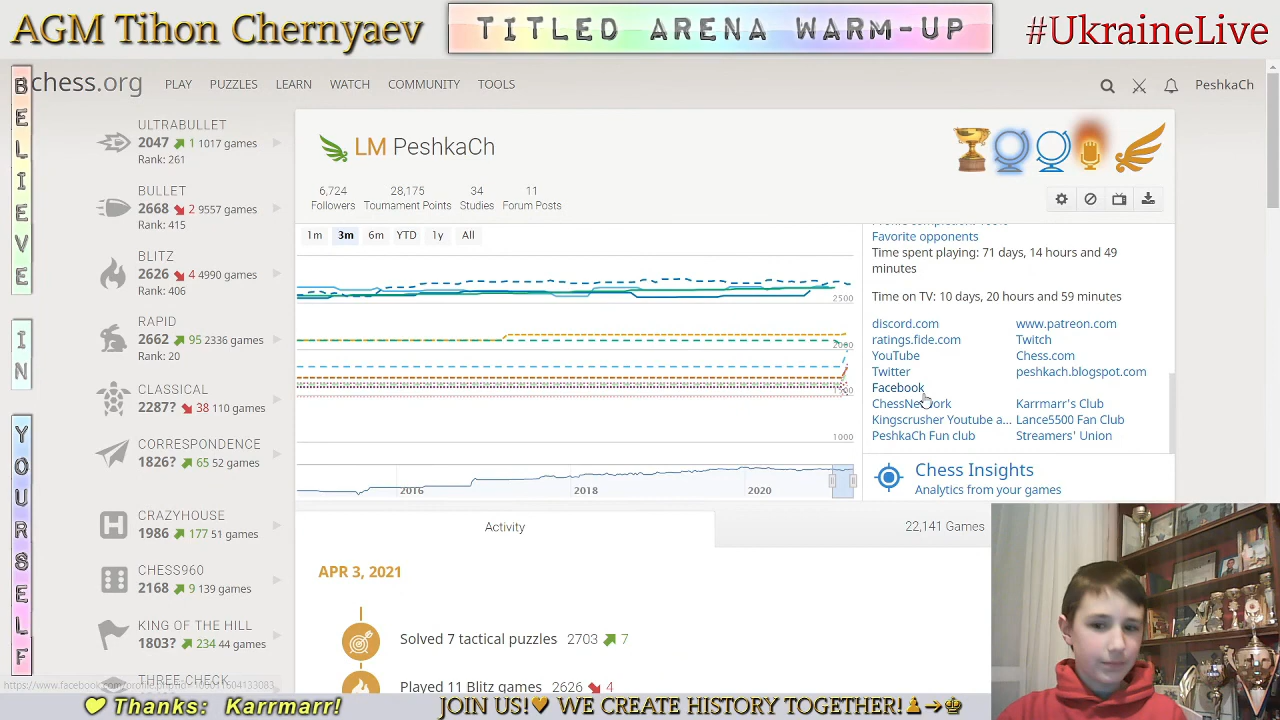 AGM Tihon Chernyaev
TITLED ARENA WARM-UP
#UkraineLive
BELIEVE
IN
YOURSELF
chess.org
PLAY PUZZLES LEARN WATCH COMMUNITY TOOLS
PeshkaCh
ULTRABULLET
2047 1 1017 games
Rank: 261
BULLET
2668 2 9557 games
Rank: 415
BLITZ
2626 4 4990 games
Rank: 406
RAPID
2662 95 2336 games
Rank: 20
CLASSICAL
2287? 38 110 games
CORRESPONDENCE
1826? 65 52 games
CRAZYHOUSE
1986 177 51 games
CHESS960
2168 9 139 games
KING OF THE HILL
1803? 234 44 games
THREE CHECK
LM PeshkaCh
6,724 28,175 34 11
Followers Tournament Points Studies Forum Posts
1m 3m 6m YTD 1y All
2500
2000
1500
1000
2016 2018 2020
Favorite opponents
Time spent playing: 71 days, 14 hours and 49
minutes
Time on TV: 10 days, 20 hours and 59 minutes
discord.com www.patreon.com
ratings.fide.com Twitch
YouTube Chess.com
Twitter peshkach.blogspot.com
Facebook
ChessNetwork Karrmarr's Club
Kingscrusher Youtube a... Lance5500 Fan Club
PeshkaCh Fun club Streamers' Union
Chess Insights
Analytics from your games
Activity 22,141 Games
APR 3, 2021
Solved 7 tactical puzzles 2703 7
Played 11 Blitz games 2626 4
Thanks: Karrmarr!
JOIN US! WE CREATE HISTORY TOGETHER!